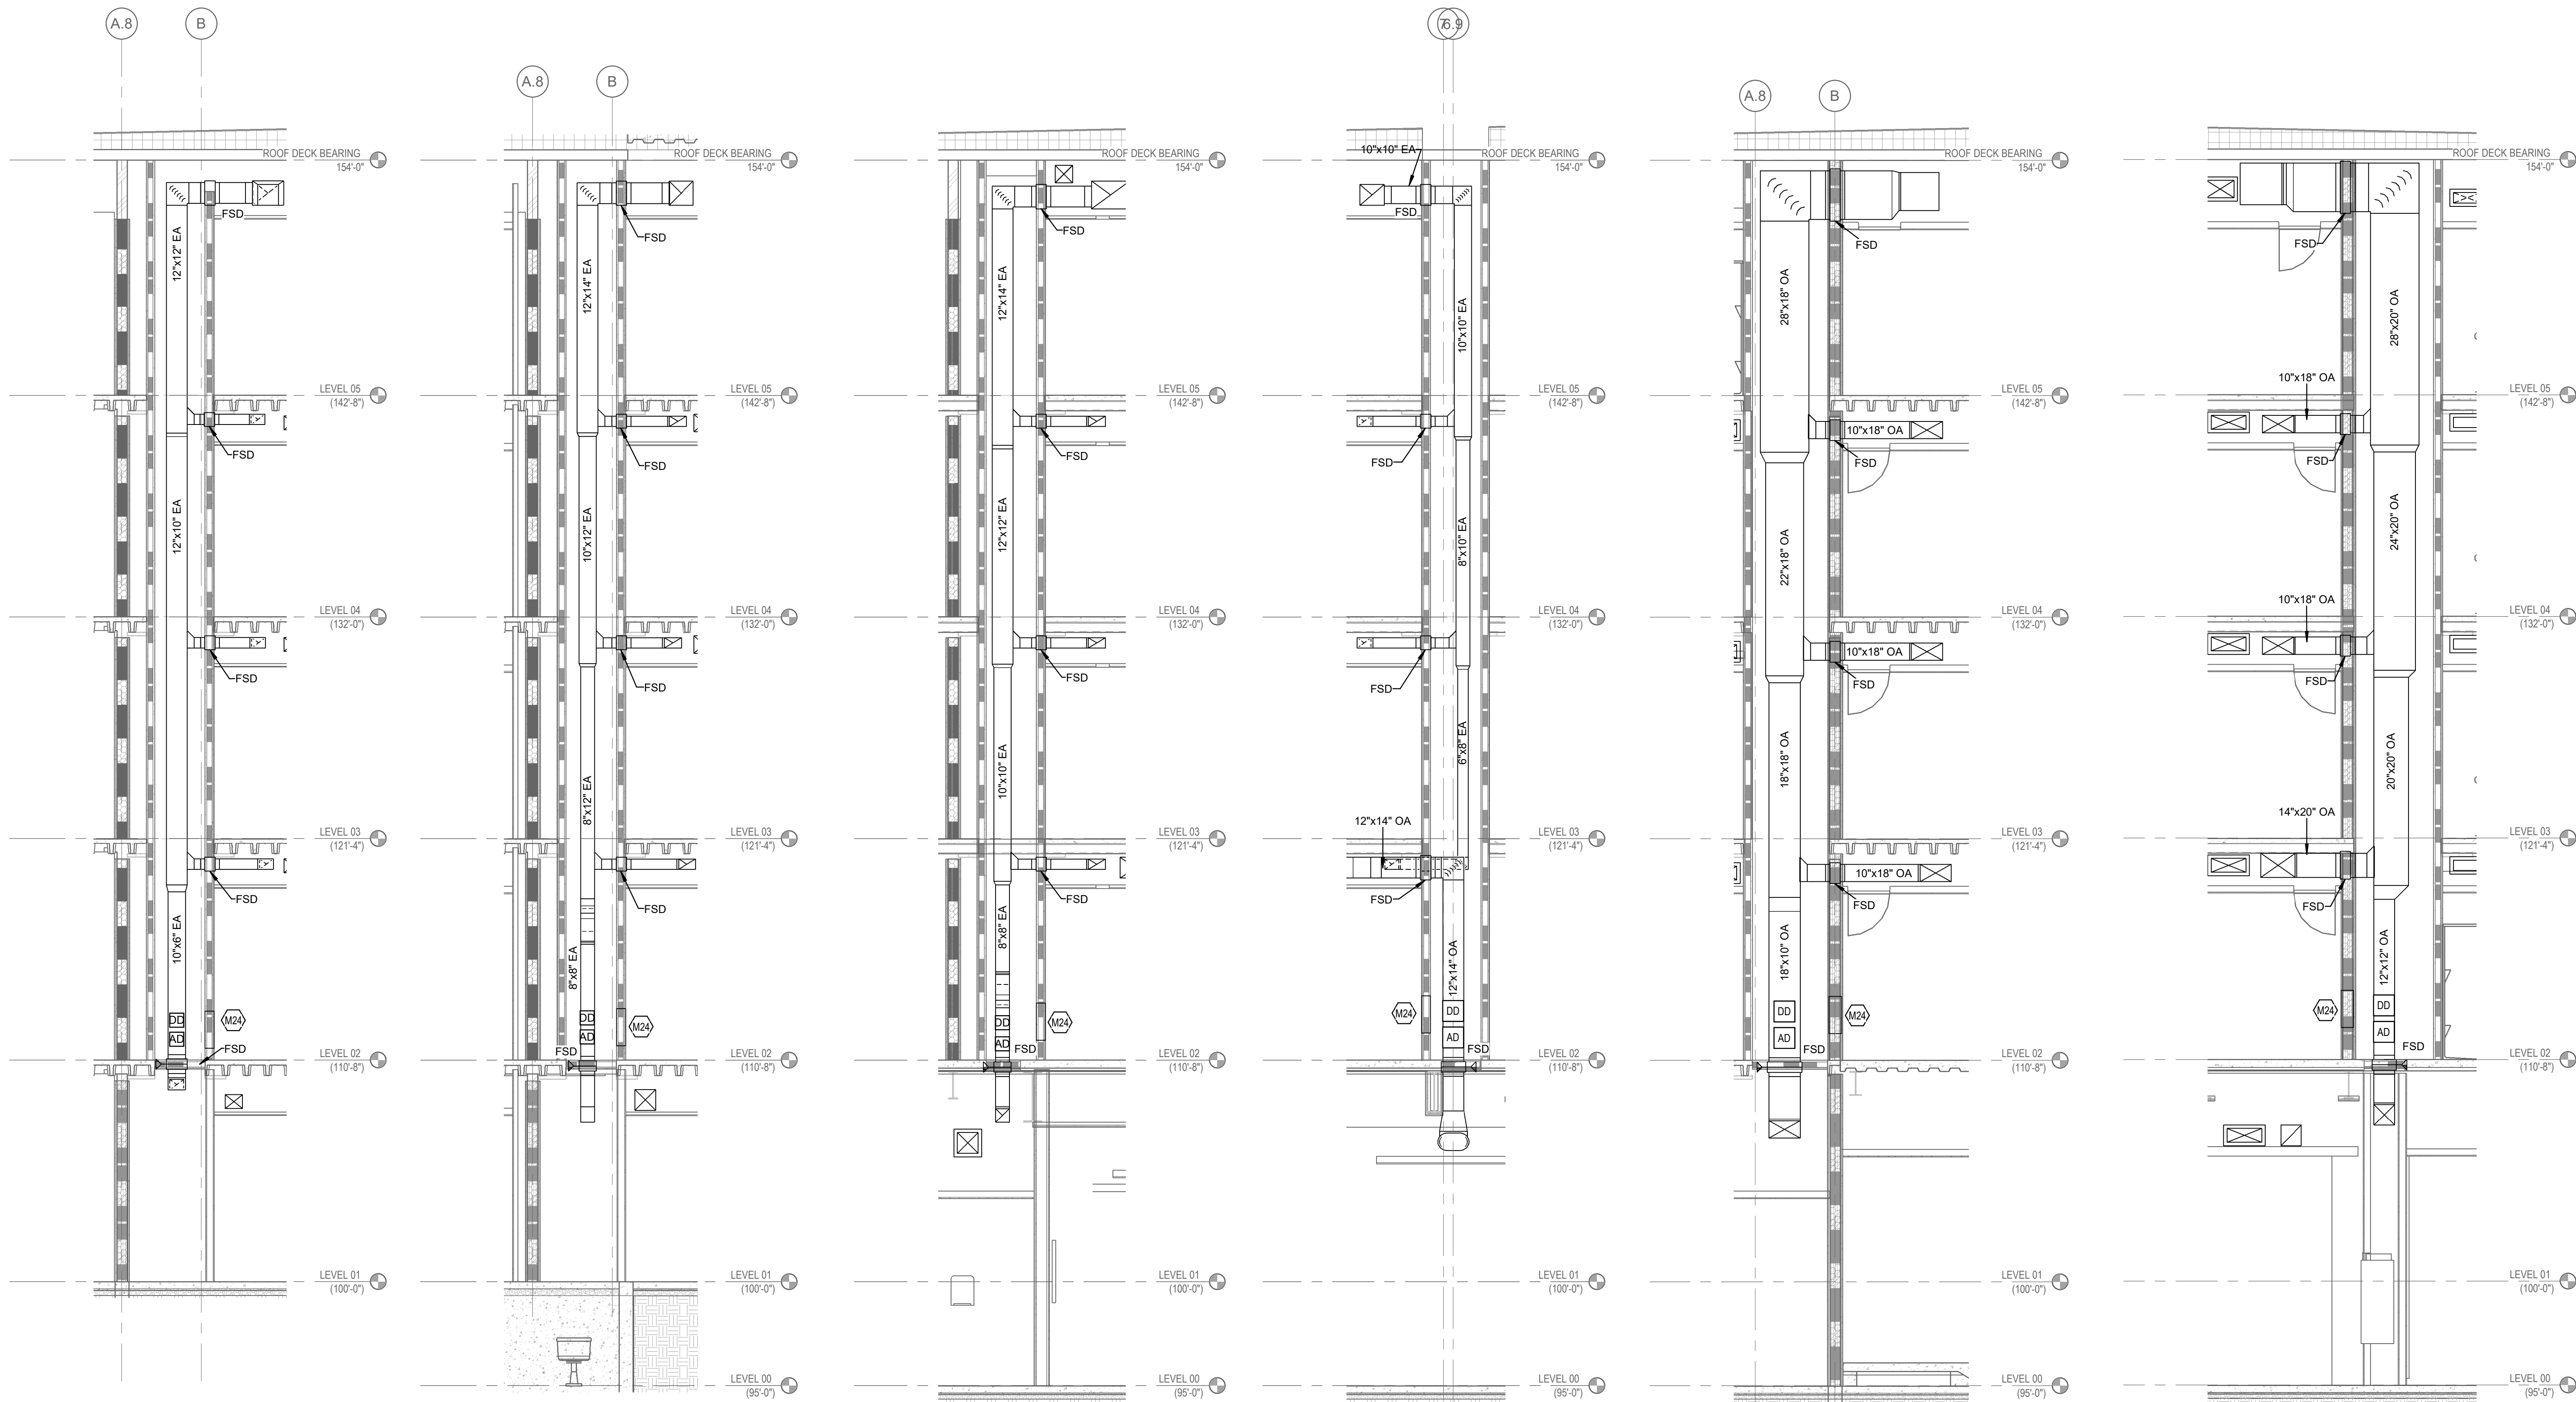 A.8
B
ROOF DECK BEARING
154'-0"
FSD
12"x12" EA
LEVEL 05
(142'-8")
FSD
12"x10" EA
LEVEL 04
(132'-0")
FSD
LEVEL 03
(121'-4")
FSD
10"x6" EA
DD
M24
AD
FSD
LEVEL 02
(110'-8")
LEVEL 01
(100'-0")
A.8
B
ROOF DECK BEARING
154'-0"
FSD
12"x14" EA
LEVEL 05
(142'-8")
FSD
10"x12" EA
LEVEL 04
(132'-0")
FSD
8"x12" EA
LEVEL 03
(121'-4")
FSD
8"x8" EA
DD
M24
AD
FSD
LEVEL 02
(110'-8")
LEVEL 01
(100'-0")
LEVEL 00
(95'-0")
ROOF DECK BEARING
154'-0"
FSD
12"x14" EA
LEVEL 05
(142'-8")
FSD
12"x12" EA
LEVEL 04
(132'-0")
FSD
10"x10" EA
LEVEL 03
(121'-4")
FSD
8"x8" EA
DD
M24
AD
FSD
LEVEL 02
(110'-8")
LEVEL 01
(100'-0")
LEVEL 00
(95'-0")
7
6.9
10"x10" EA
ROOF DECK BEARING
154'-0"
FSD
10"x10" EA
LEVEL 05
(142'-8")
FSD
8"x10" EA
LEVEL 04
(132'-0")
FSD
6"x8" EA
12"x14" OA
LEVEL 03
(121'-4")
FSD
12"x14" OA
M24
DD
AD
FSD
LEVEL 02
(110'-8")
LEVEL 01
(100'-0")
LEVEL 00
(95'-0")
A.8
B
ROOF DECK BEARING
154'-0"
FSD
28"x18" OA
LEVEL 05
(142'-8")
10"x18" OA
FSD
22"x18" OA
LEVEL 04
(132'-0")
10"x18" OA
FSD
18"x18" OA
LEVEL 03
(121'-4")
10"x18" OA
FSD
18"x10" OA
DD
M24
AD
FSD
LEVEL 02
(110'-8")
LEVEL 01
(100'-0")
LEVEL 00
(95'-0")
ROOF DECK BEARING
154'-0"
FSD
28"x20" OA
10"x18" OA
LEVEL 05
(142'-8")
FSD
24"x20" OA
10"x18" OA
LEVEL 04
(132'-0")
FSD
20"x20" OA
14"x20" OA
LEVEL 03
(121'-4")
FSD
12"x12" OA
M24
DD
AD
FSD
LEVEL 02
(110'-8")
LEVEL 01
(100'-0")
LEVEL 00
(95'-0")